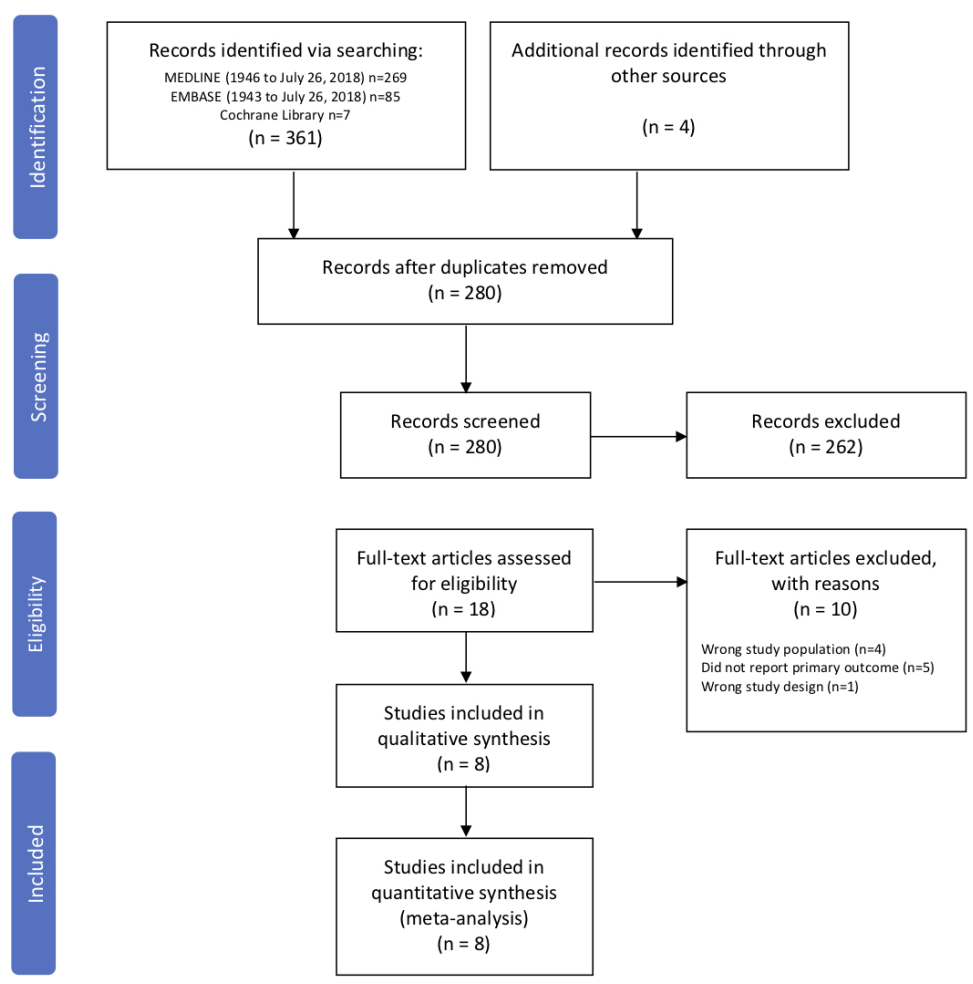 Identification
Records identified via searching:
MEDLINE (1946 to July 26, 2018) n=269
EMBASE (1943 to July 26, 2018) n=85
Cochrane Library n=7
(n = 361)
Additional records identified through
other sources
(n = 4)
Records after duplicates removed
(n = 280)
Screening
Records screened
(n = 280)
Records excluded
(n = 262)
Eligibility
Full-text articles assessed
for eligibility
(n = 18)
Full-text articles excluded,
with reasons
(n = 10)
Wrong study population (n=4)
Did not report primary outcome (n=5)
Wrong study design (n=1)
Studies included in
qualitative synthesis
(n = 8)
Included
Studies included in
quantitative synthesis
(meta-analysis)
(n = 8)